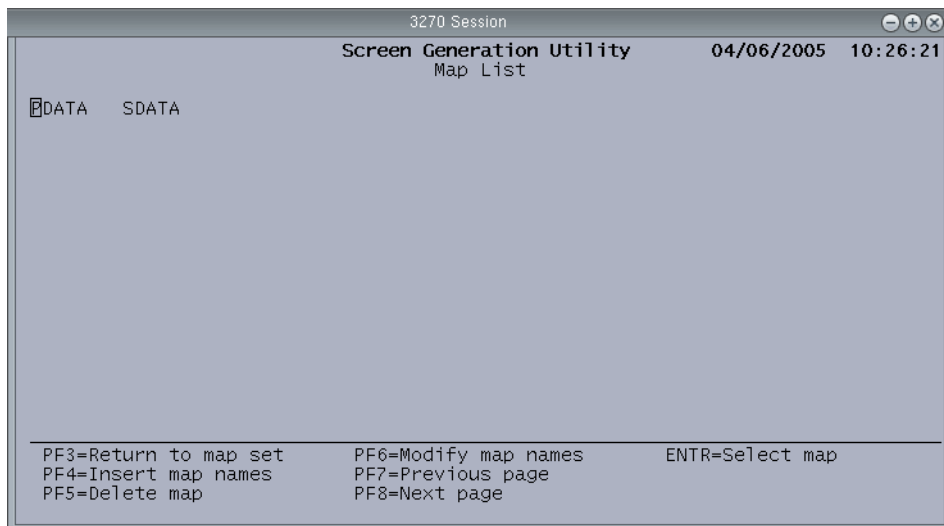 3270 Session
Screen Generation Utility 04/06/2005 10:26:21
Map List
PDATA SDATA
PF3=Return to map set PF6=Modify map names ENTR=Select map
PF4=Insert map names PF7=Previous page
PF5=Delete map PF8=Next page